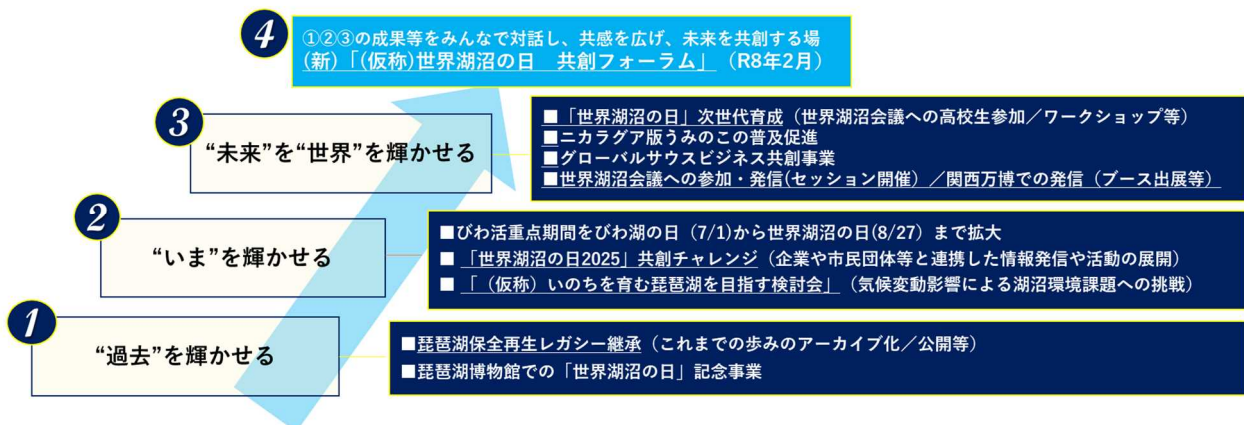 4
①②③の成果等をみんなで対話し、共感を広げ、未来を共創する場
(新)「(仮称)世界湖沼の日 共創フォーラム」（R8年2月）
3
“未来”を“世界”を輝かせる
■「世界湖沼の日」次世代育成（世界湖沼会議への高校生参加／ワークショップ等）
■ニカラグア版うみのこの普及促進
■グローバルサウスビジネス共創事業
■世界湖沼会議への参加・発信(セッション開催）／関西万博での発信（ブース出展等）
2
“いま”を輝かせる
■びわ活重点期間をびわ湖の日（7/1)から世界湖沼の日(8/27）まで拡大
■「世界湖沼の日2025」共創チャレンジ（企業や市民団体等と連携した情報発信や活動の展開）
■「（仮称）いのちを育む琵琶湖を目指す検討会」（気候変動影響による湖沼環境課題への挑戦）
1
“過去”を輝かせる
■琵琶湖保全再生レガシー継承（これまでの歩みのアーカイブ化／公開等）
■琵琶湖博物館での「世界湖沼の日」記念事業